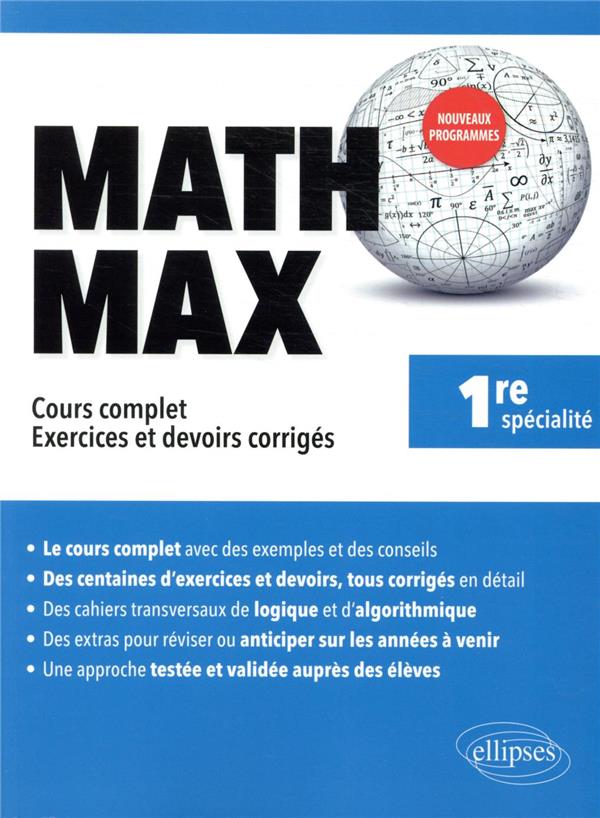 MATH
MAX
NOUVEAUX
PROGRAMMES
1re
spécialité
Cours complet
Exercices et devoirs corrigés
• Le cours complet avec des exemples et des conseils
• Des centaines d'exercices et devoirs, tous corrigés en détail
• Des cahiers transversaux de logique et d'algorithmique
• Des extras pour réviser ou anticiper sur les années à venir
• Une approche testée et validée auprès des élèves
ellipses